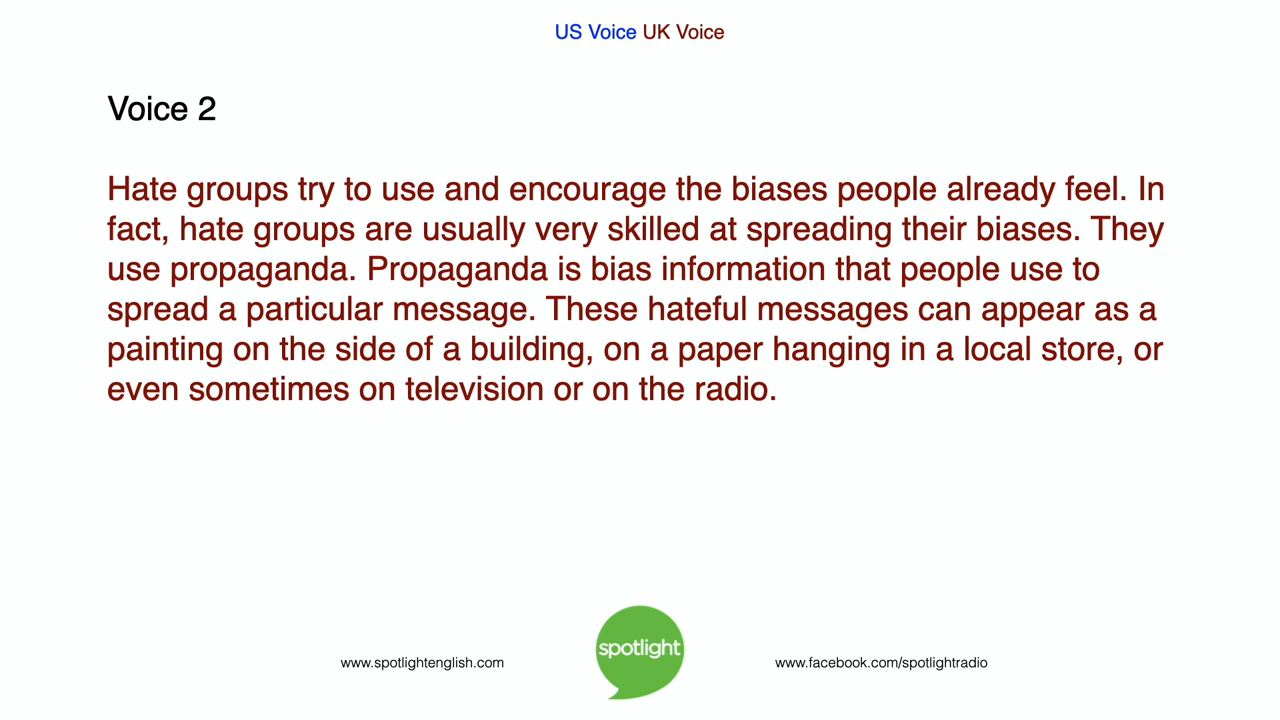 US Voice UK Voice
Voice 2
Hate groups try to use and encourage the biases people already feel. In
fact, hate groups are usually very skilled at spreading their biases. They
use propaganda. Propaganda is bias information that people use to
spread a particular message. These hateful messages can appear as a
painting on the side of a building, on a paper hanging in a local store, or
even sometimes on television or on the radio.
www.spotlightenglish.com
spotlight
www.facebook.com/spotlightradio